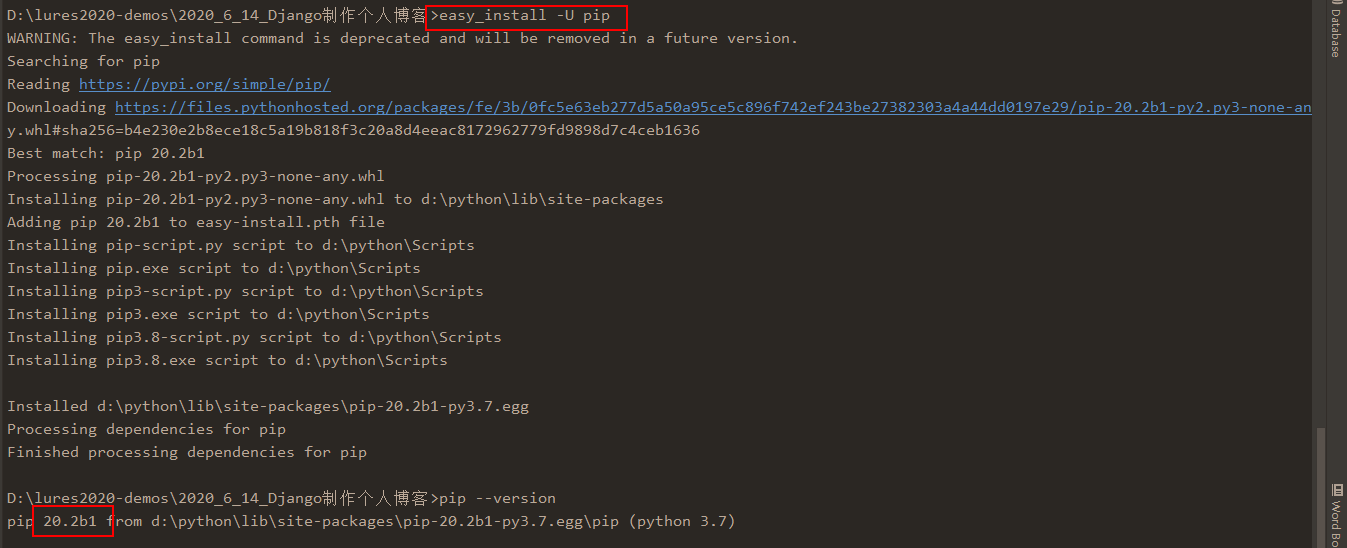 D:\lures2020-demos\2020_6_14_Django制作个人博客>easy_install -U pip
WARNING: The easy_install command is deprecated and will be removed in a future version.
Searching for pip
Reading https://pypi.org/simple/pip/
Downloading https://files.pythonhosted.org/packages/fe/3b/0fc5e63eb277d5a50a95ce5c896f742ef243be27382303a4a44dd0197e29/pip-20.2b1-py2.py3-none-an
y.whl#sha256=b4e230e2b8ece18c5a19b818f3c20a8d4eeac8172962779fd9898d7c4ceb1636
Best match: pip 20.2b1
Processing pip-20.2b1-py2.py3-none-any.whl
Installing pip-20.2b1-py2.py3-none-any.whl to d:\python\lib\site-packages
Adding pip 20.2b1 to easy-install.pth file
Installing pip-script.py script to d:\python\Scripts
Installing pip.exe script to d:\python\Scripts
Installing pip3-script.py script to d:\python\Scripts
Installing pip3.exe script to d:\python\Scripts
Installing pip3.8-script.py script to d:\python\Scripts
Installing pip3.8.exe script to d:\python\Scripts
Installed d:\python\lib\site-packages\pip-20.2b1-py3.7.egg
Processing dependencies for pip
Finished processing dependencies for pip
D:\lures2020-demos\2020_6_14_Django制作个人博客>pip --version
pip 20.2b1 from d:\python\lib\site-packages\pip-20.2b1-py3.7.egg\pip (python 3.7)
Database
Word Bo